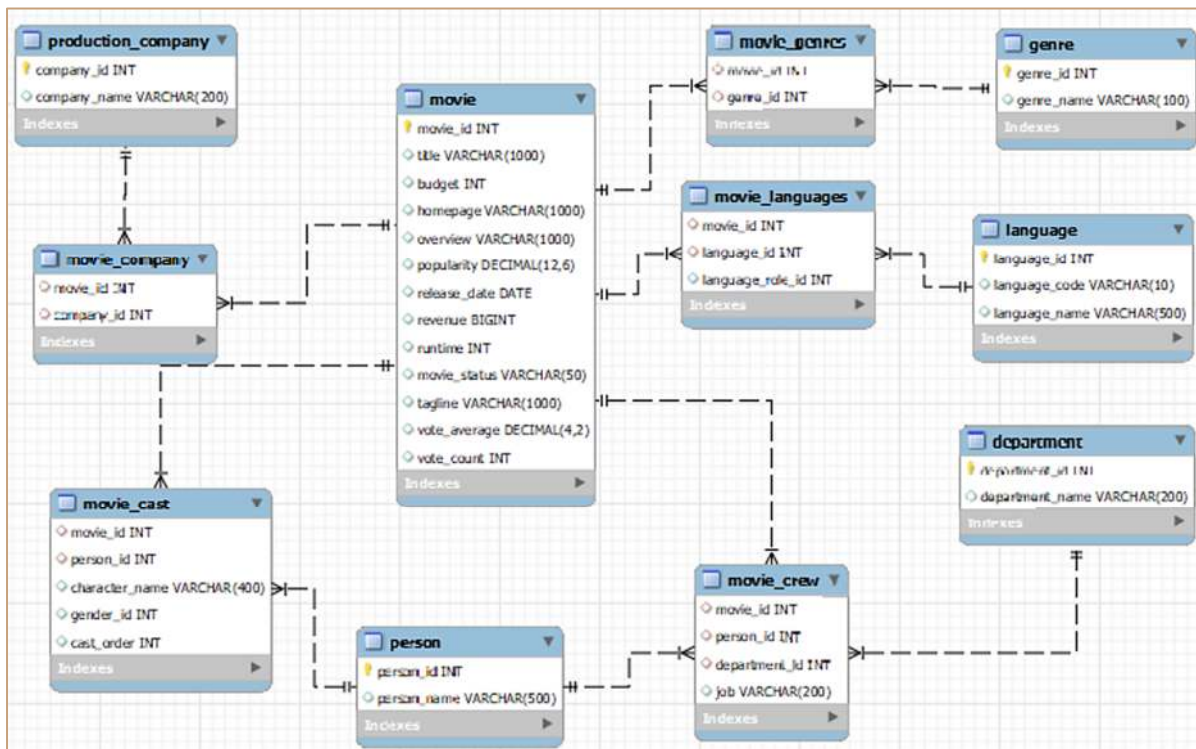 production_company
company_id INT
company_name VARCHAR(200)
Indexes
movie_company
movie_id INT
company_id INT
Indexes
movie
movie_id INT
title VARCHAR(1000)
budget INT
homepage VARCHAR(1000)
overview VARCHAR(1000)
popularity DECIMAL(12,6)
release_date DATE
revenue BIGINT
runtime INT
movie_status VARCHAR(50)
tagline VARCHAR(1000)
vote_average DECIMAL(4,2)
vote_count INT
Indexes
movie_genres
movie_id INT
genre_id INT
Indexes
genre
genre_id INT
genre_name VARCHAR(100)
Indexes
movie_languages
movie_id INT
language_id INT
language_role_id INT
Indexes
language
language_id INT
language_code VARCHAR(10)
language_name VARCHAR(500)
Indexes
department
department_id INT
department_name VARCHAR(200)
Indexes
movie_cast
movie_id INT
person_id INT
character_name VARCHAR(400)
gender_id INT
cast_order INT
Indexes
person
person_id INT
person_name VARCHAR(500)
Indexes
movie_crew
movie_id INT
person_id INT
department_id INT
job VARCHAR(200)
Indexes